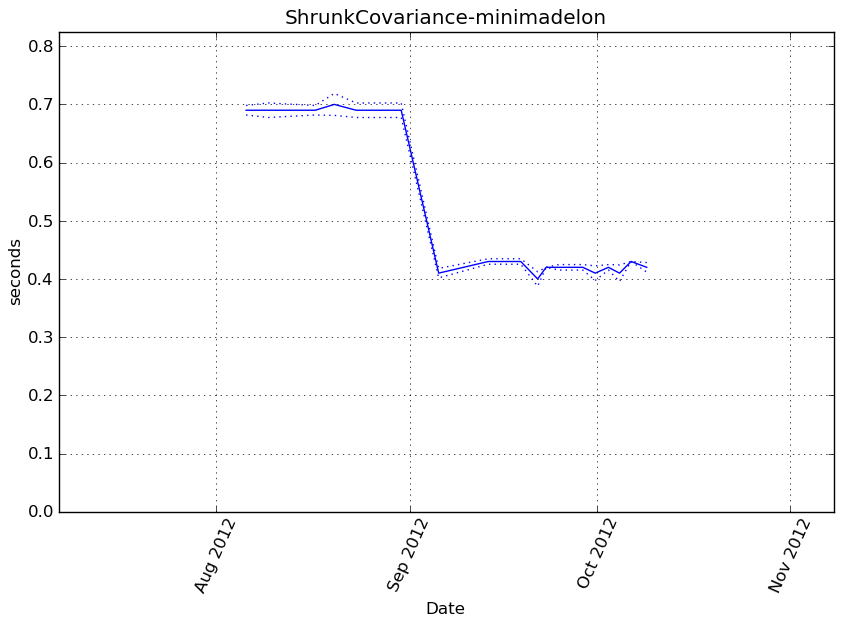 ShrunkCovariance-minimadelon
0.8
0.7
0.6
0.5
0.4
0.3
0.2
0.1
0.0
seconds
Aug 2012
Sep 2012
Oct 2012
Nov 2012
Date